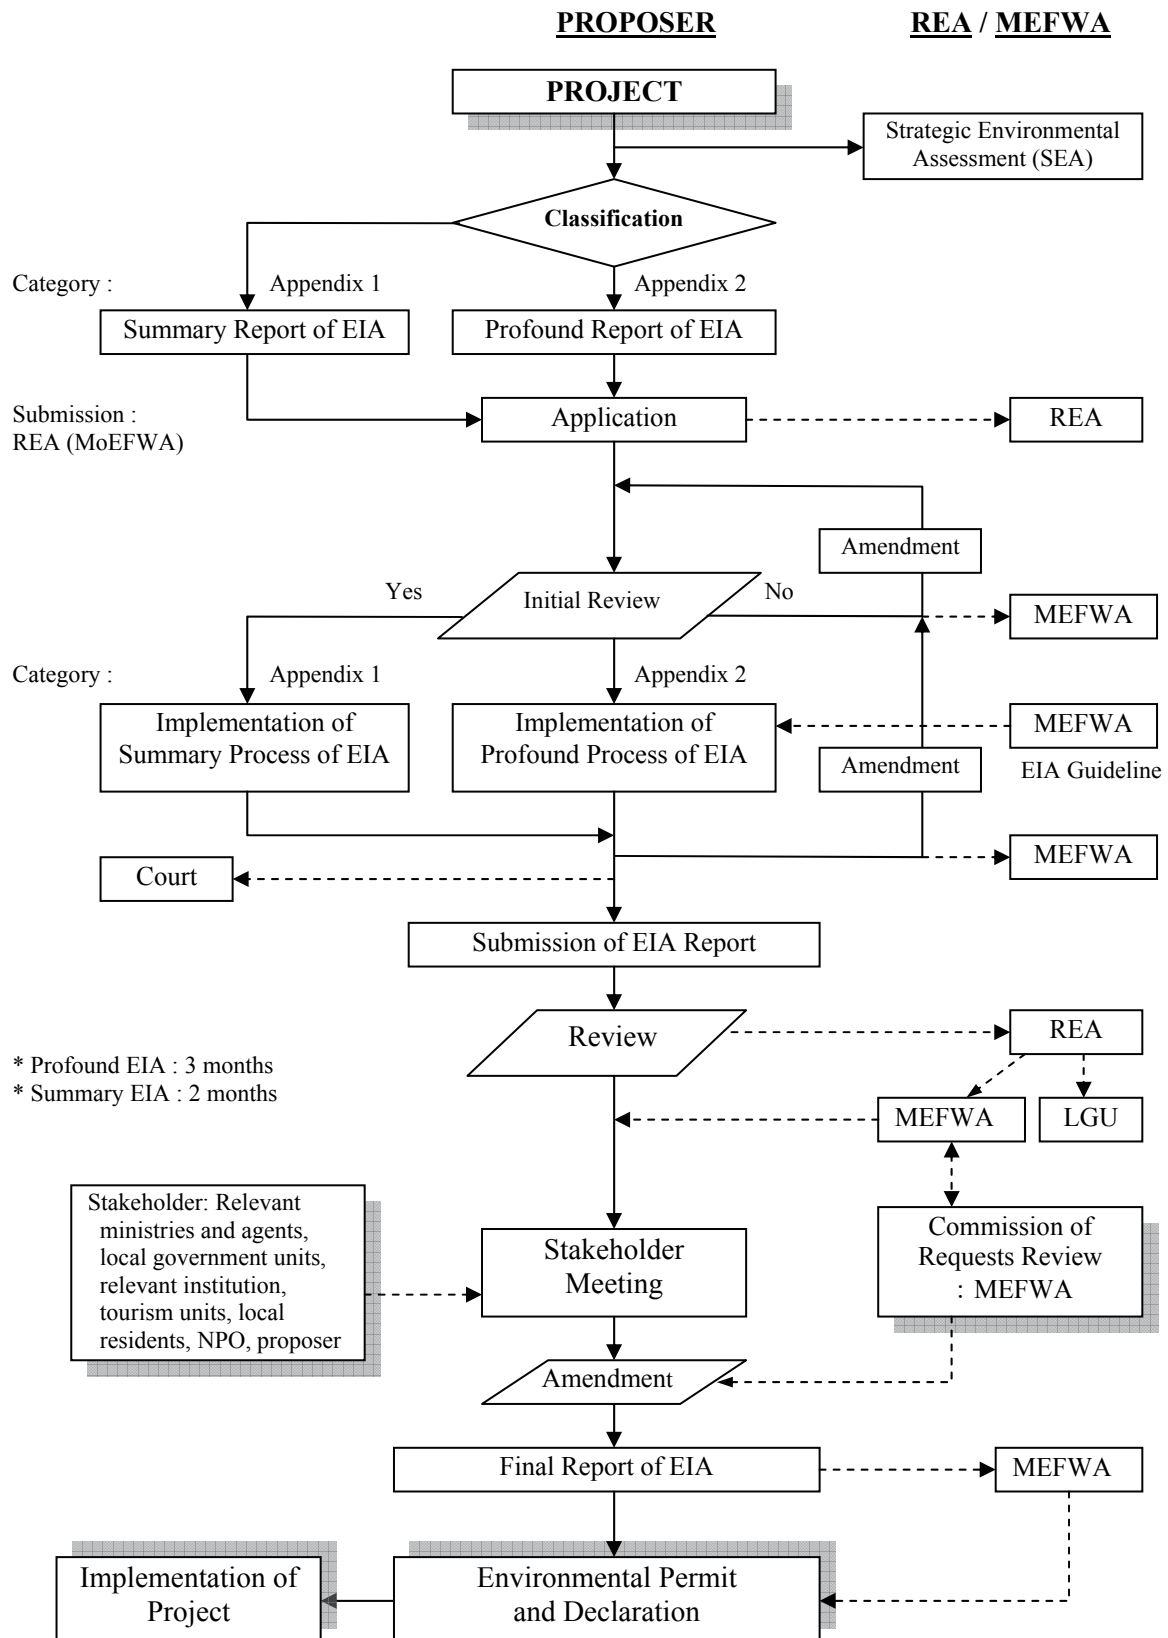 PROPOSER
REA / MEFWA
PROJECT
Strategic Environmental
Assessment (SEA)
Classification
Category :
Appendix 1
Appendix 2
Summary Report of EIA
Profound Report of EIA
Submission :
REA (MoEFWA)
Application
REA
Amendment
Yes
Initial Review
No
MEFWA
Category :
Appendix 1
Appendix 2
Implementation of
Summary Process of EIA
Implementation of
Profound Process of EIA
MEFWA
EIA Guideline
Amendment
MEFWA
Court
Submission of EIA Report
Review
REA
* Profound EIA : 3 months
* Summary EIA : 2 months
MEFWA
LGU
Stakeholder: Relevant
ministries and agents,
local government units,
relevant institution,
tourism units, local
residents, NPO, proposer
Stakeholder
Meeting
Commission of
Requests Review
: MEFWA
Amendment
Final Report of EIA
MEFWA
Implementation of
Project
Environmental Permit
and Declaration